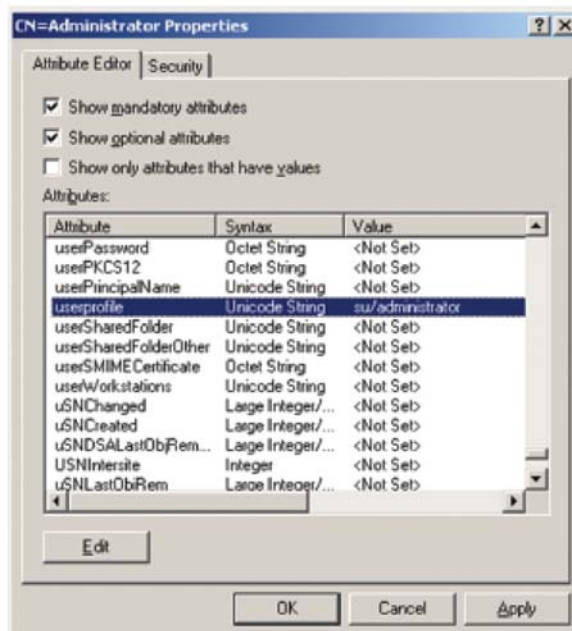 CN=Administrator Properties
Attribute Editor Security
Show mandatory attributes
Show optional attributes
Show only attributes that have values
Attributes:
Attribute Syntax Value
userPassword Octet String <Not Set>
userPKCS12 Octet String <Not Set>
userPrincipalName Unicode String <Not Set>
userprofile Unicode String su/administrator
userSharedFolder Unicode String <Not Set>
userSharedFolderOther Unicode String <Not Set>
userSMIMECertificate Octet String <Not Set>
userWorkstations Unicode String <Not Set>
uSNChanged Large Integer/... <Not Set>
uSNCreated Large Integer/... <Not Set>
uSNDSALastObjRem... Large Integer/... <Not Set>
USNIntersite Integer <Not Set>
uSNLastObjRem Large Integer/... <Not Set>
Edit
OK Cancel Apply